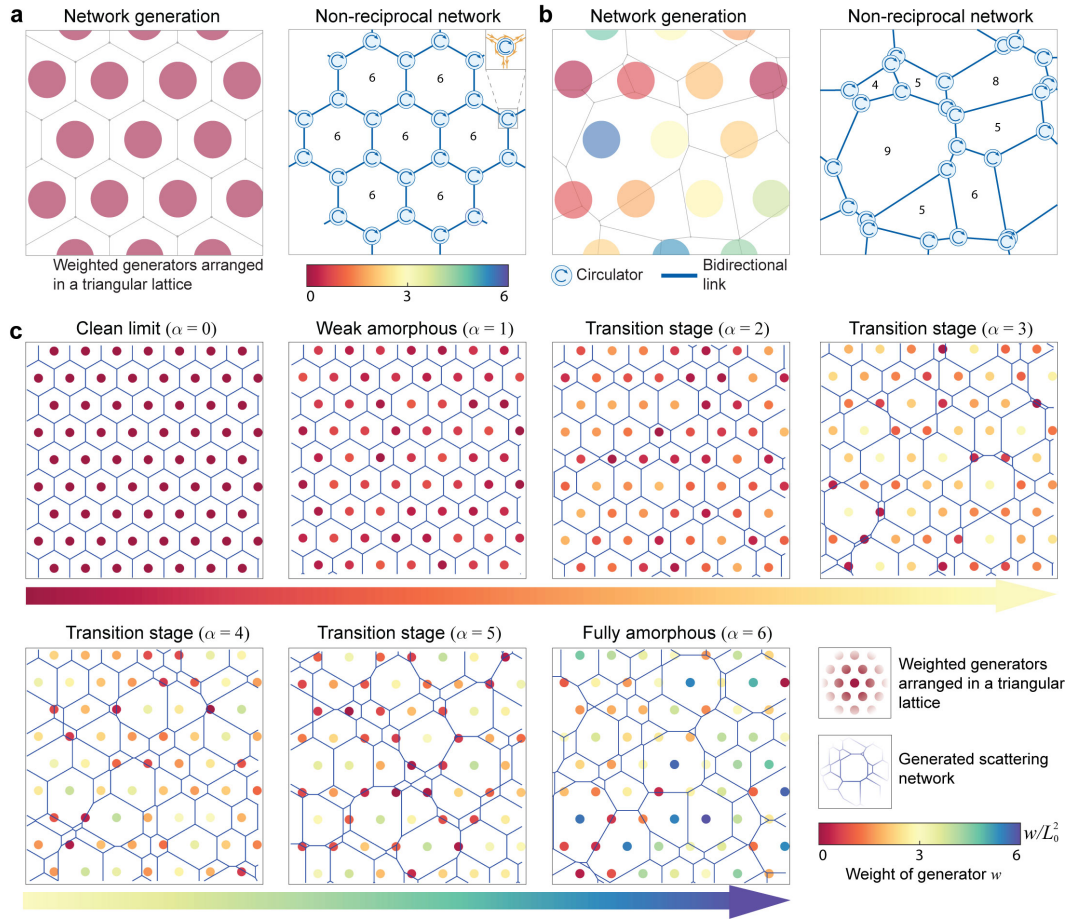 a
Network generation
Non-reciprocal network
b
Network generation
Non-reciprocal network
6 6
6 6 6
6 6
4 5 8
5
9
5 6
Weighted generators arranged
in a triangular lattice
0 3 6
Circulator
Bidirectional
link
c
Clean limit (α = 0)
Weak amorphous (α = 1)
Transition stage (α = 2)
Transition stage (α = 3)
Transition stage (α = 4)
Transition stage (α = 5)
Fully amorphous (α = 6)
Weighted generators
arranged in a triangular
lattice
Generated scattering
network
w/L₀²
0 3 6
Weight of generator w